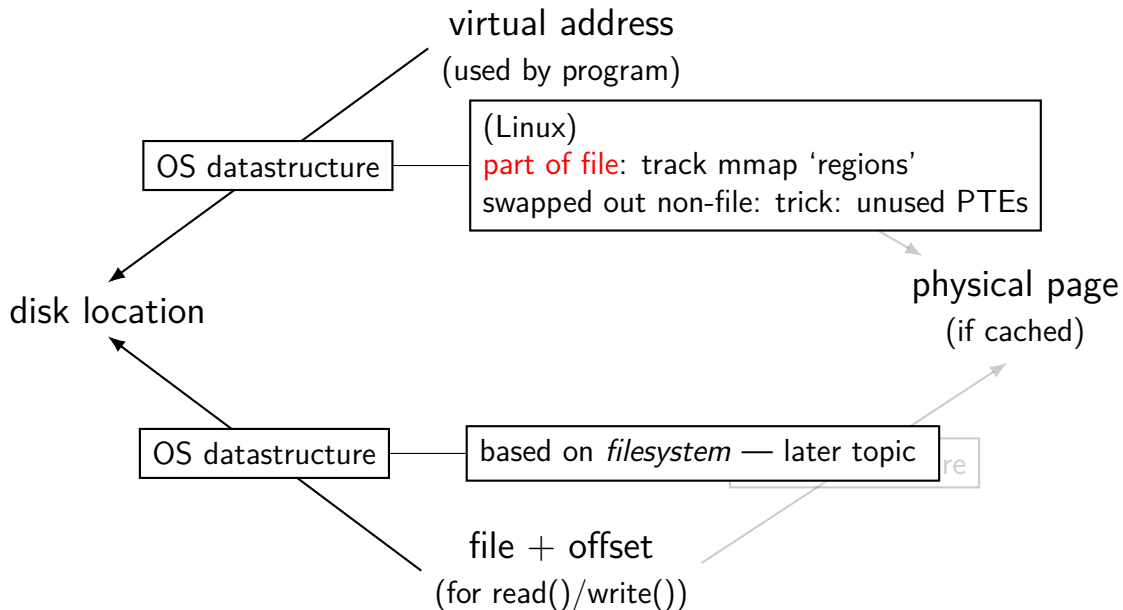 virtual address
(used by program)
(Linux)
part of file: track mmap ‘regions’
swapped out non-file: trick: unused PTEs
OS datastructure
physical page
(if cached)
disk location
OS datastructure
based on filesystem — later topic
file + offset
(for read()/write())